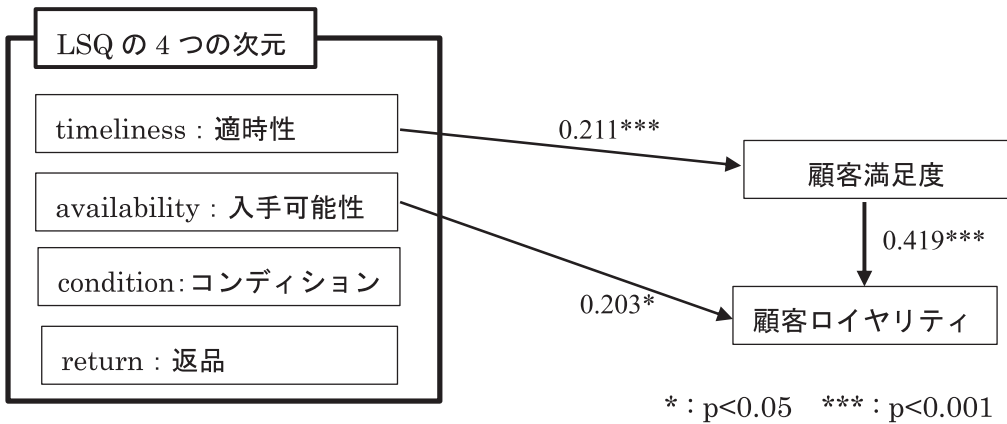 LSQ の 4 つの次元
timeliness : 適時性
availability : 入手可能性
condition: コンディション
return : 返品
0.211***
0.203*
顧客満足度
0.419***
顧客ロイヤリティ
* : p<0.05 *** : p<0.001